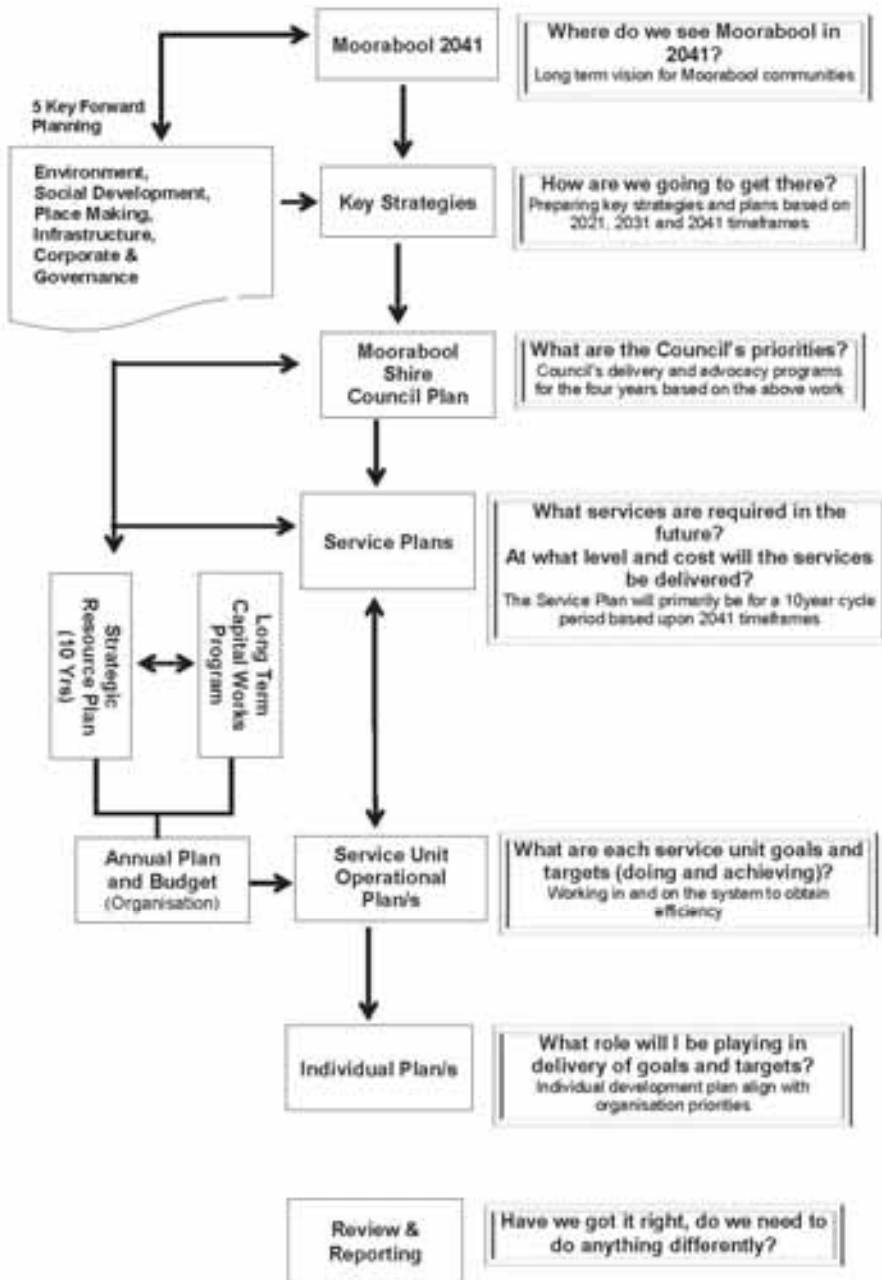 Moorabool 2041
Where do we see Moorabool in
2041?
Long term vision for Moorabool communities
5 Key Forward
Planning
Environment,
Social Development,
Place Making,
Infrastructure,
Corporate &
Governance
Key Strategies
How are we going to get there?
Preparing key strategies and plans based on
2021, 2031 and 2041 timeframes
Moorabool
Shire
Council Plan
What are the Council's priorities?
Council's delivery and advocacy programs
for the four years based on the above work
Service Plans
What services are required in the
future?
At what level and cost will the services
be delivered?
The Service Plan will primarily be for a 10year cycle
period based upon 2041 timeframes
Strategic
Resource Plan
(10 Yrs)
Long Term
Capital Works
Program
Annual Plan
and Budget
(Organisation)
Service Unit
Operational
Plan/s
What are each service unit goals and
targets (doing and achieving)?
Working in and on the system to obtain
efficiency
Individual Plan/s
What role will I be playing in
delivery of goals and targets?
Individual development plan align with
organisation priorities
Review &
Reporting
Have we got it right, do we need to
do anything differently?